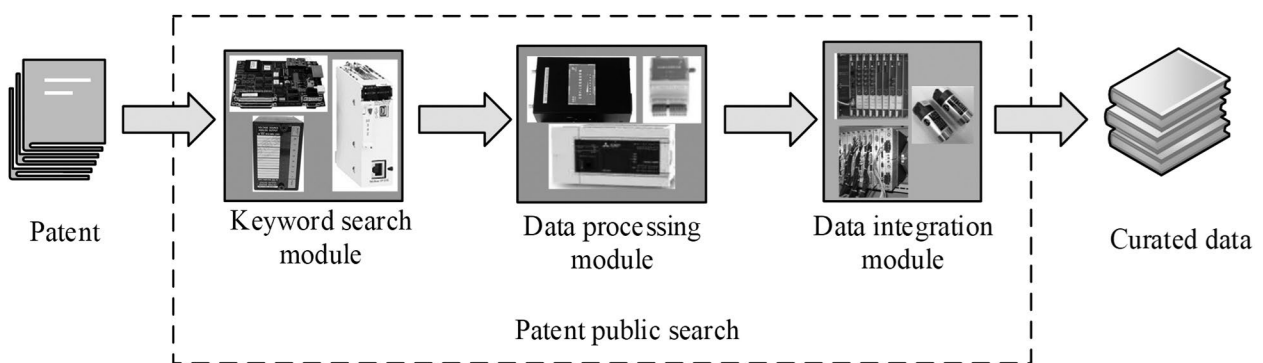 Patent
Keyword search
module
Data processing
module
Data integration
module
Curated data
Patent public search